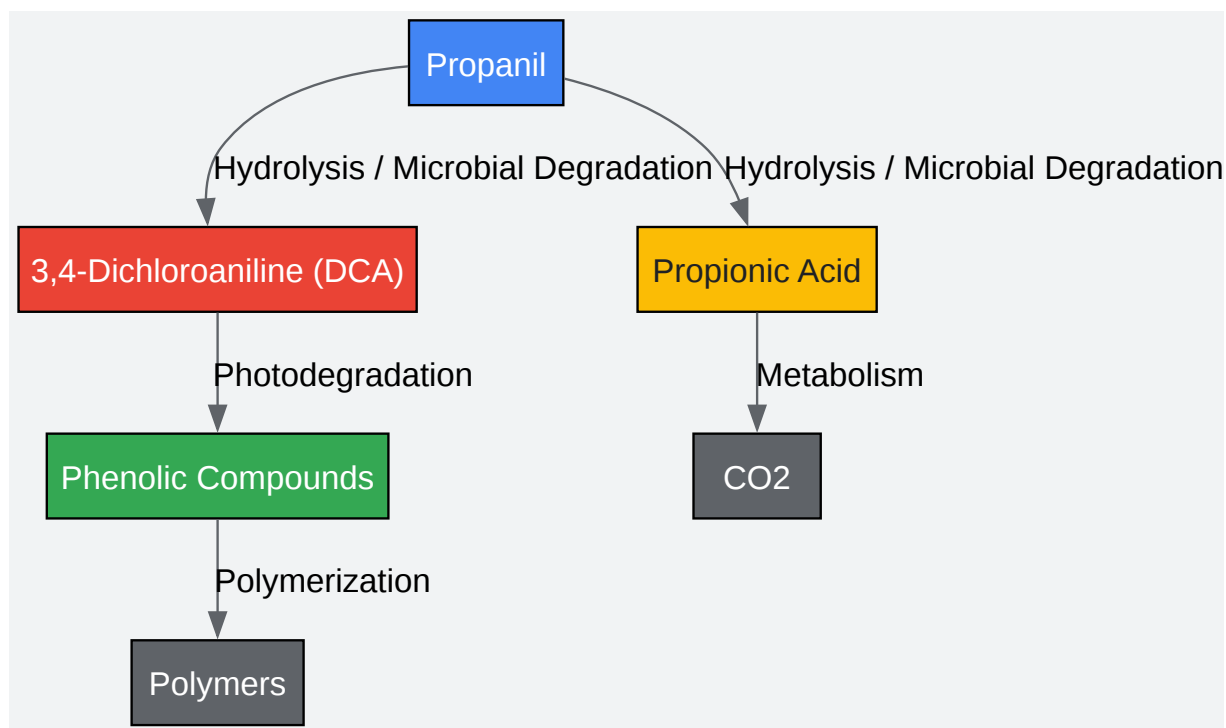 Propanil
Hydrolysis / Microbial Degradation
Hydrolysis / Microbial Degradation
3,4-Dichloroaniline (DCA)
Propionic Acid
Photodegradation
Metabolism
Phenolic Compounds
CO2
Polymerization
Polymers